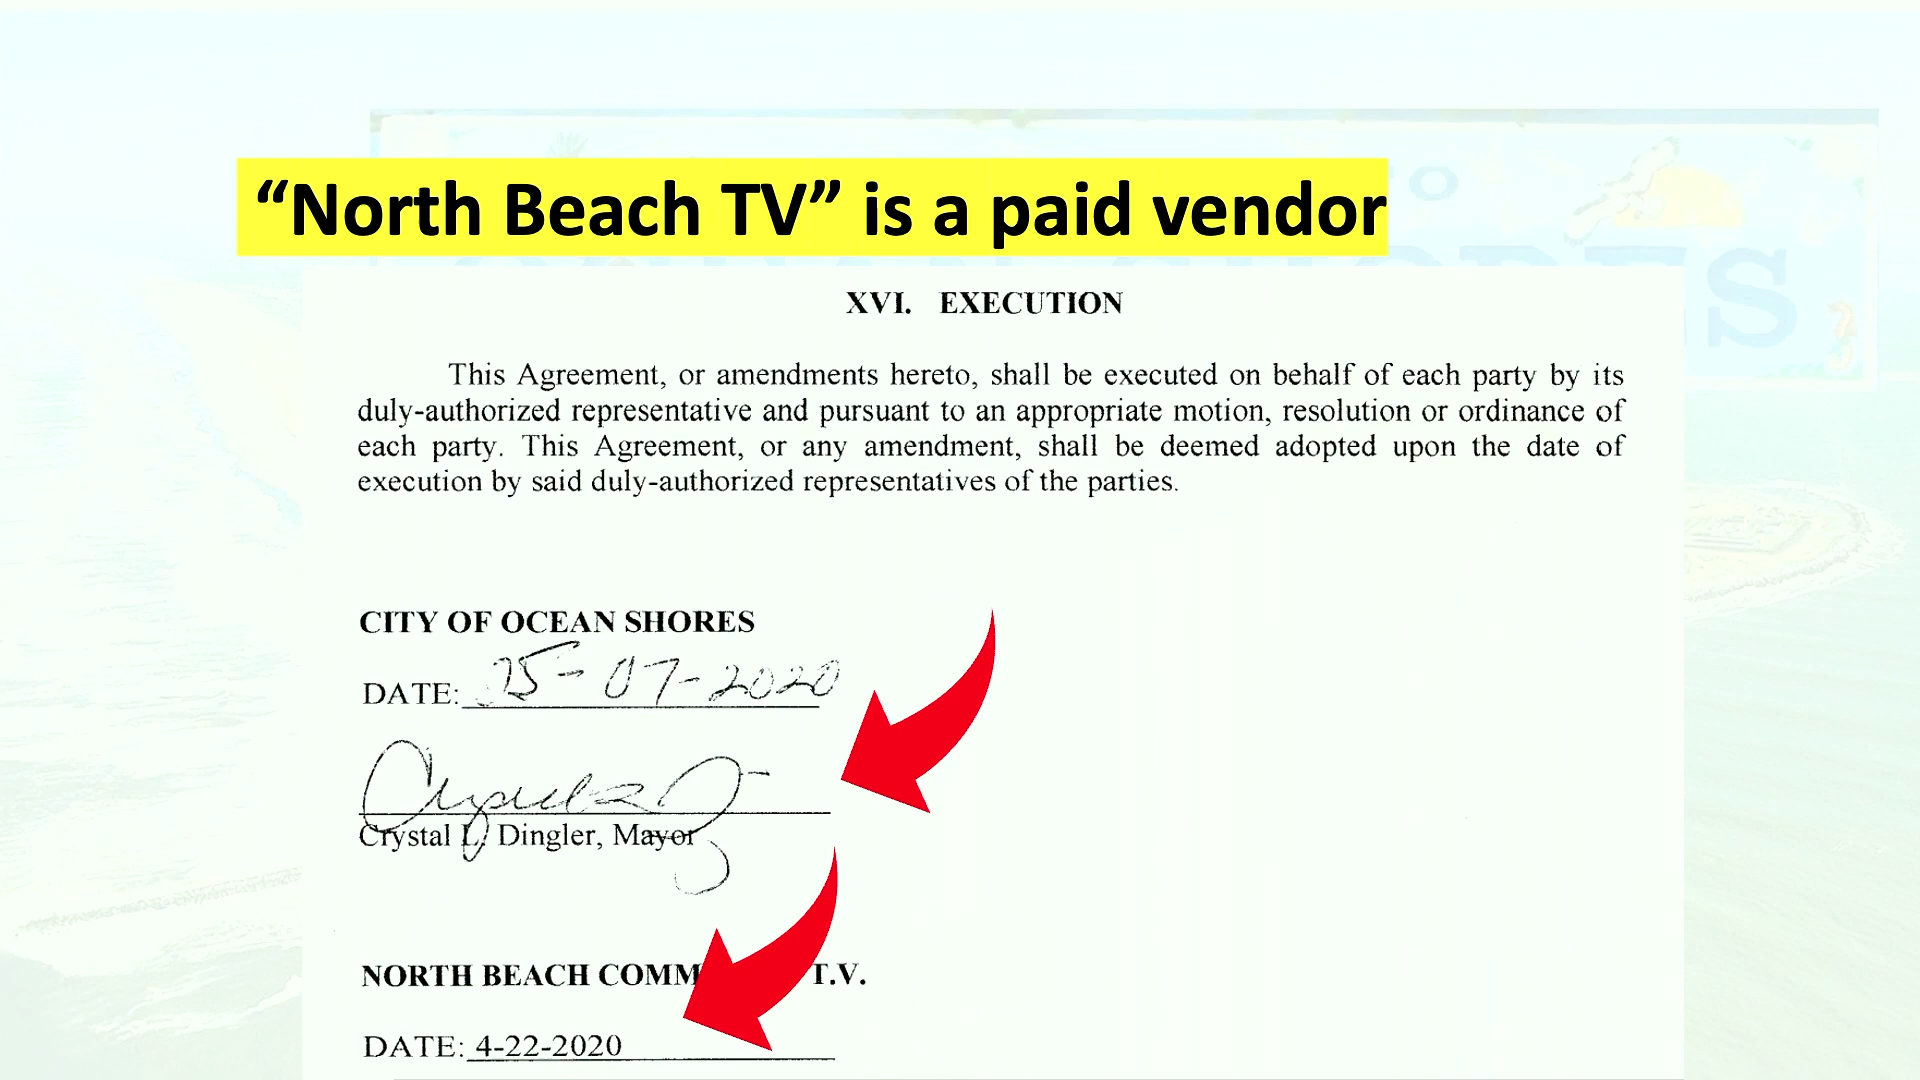 TO
“North Beach TV” is a paid vendor
XVI. EXECUTION
This Agreement, or amendments hereto, shall be executed on behalf of each party by its
duly-authorized representative and pursuant to an appropriate motion, resolution or ordinance of
each party. This Agreement, or any amendment, shall be deemed adopted upon the date of
execution by said duly-authorized representatives of the parties.
CITY OF OCEAN SHORES
DATE: 05-07-2020
Crystal L. Dingler, Mayor
NORTH BEACH COMM T.V.
DATE: 4-22-2020